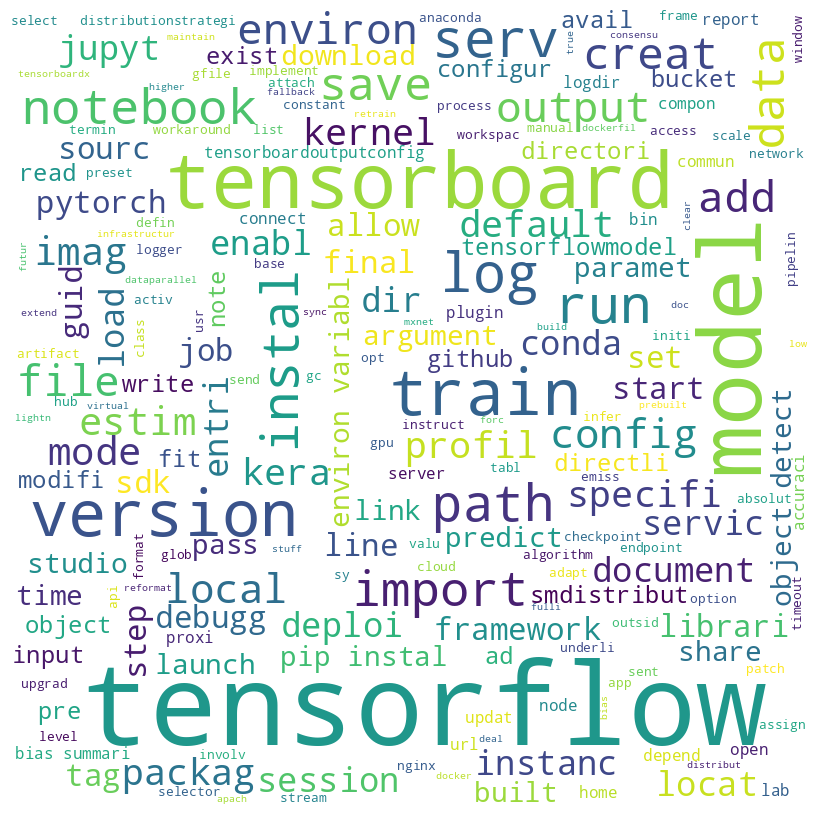 select distributionstrategi environ anaconda serv avail frame report
maintain true consensu window
jupyt tensorboardx exist download configur creat bucket data
higher gfile implement fallback attach save logdir
notebook constant retrain process output compon
termin workaround list kernel workspac manual dockerfil access scale
sourc tensorboardoutputconfig directori commun network
read preset tensorboard add
pytorch defin connect allow default bin clear
infrastructur enabl tensorflowmodel model
imag logger final log paramet pipelin
futur guid load dataparallel note base dir run doc
extend activ usr sync environ variabl plugin initi
artifact class job instal mxnet argument build conda low
file write send gc opt github set
hub train start
lightn virtual estim instruct forc infer prebuilt
entri mode profil config detect
gpu tabl directli
modifi sdk fit kera server emiss object accuraci
version path specifi absolut
format glob pass link valu servic
studio stuff line predict checkpoint
reformat sy cloud algorithm endpoint
time api local import adapt document timeout
debugg smdistribut option
object step proxi deploi framework fulli outsid librari
input launch pip instal ad underli share
upgrad sent patch
pre tensorflow app node bias assign
level updat
bias summari involv url deal depend open
tag packag session nginx instanc distribut
selector stream docker built home locat lab
apach